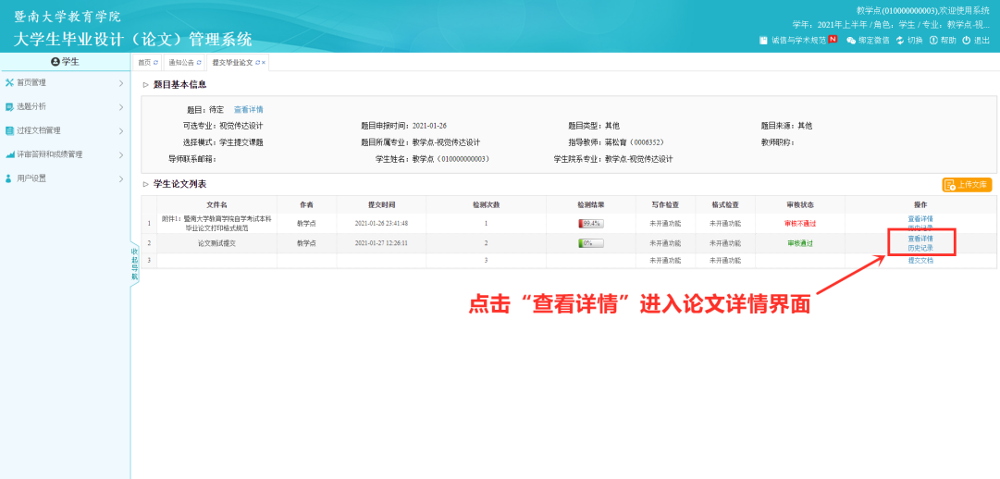 暨南大学教育学院
大学生毕业设计（论文）管理系统
教学点(010000000003),欢迎使用系统
学年：2021年上半年 / 角色：学生 / 专业：教学点-视...
诚信与学术规范 N 绑定微信 切换 帮助 退出
学生
首页管理
选题分析
过程文档管理
评审答辩和成绩管理
用户设置
收起导航
首页 通知公告 提交毕业论文 ×
题目基本信息
题目：待定 查看详情
可选专业：视觉传达设计 题目申报时间：2021-01-26 题目类型：其他 题目来源：其他
选择模式：学生提交课题 题目所属专业：教学点-视觉传达设计 指导教师：蒋松育（0006352） 教师职称：
导师联系邮箱： 学生姓名：教学点（010000000003） 学生院系专业：教学点-视觉传达设计
学生论文列表
上传文库
文件名 作者 提交时间 检测次数 检测结果 写作检查 格式检查 审核状态 操作
1 附件1：暨南大学教育学院自学考试本科毕业论文打印格式规范 教学点 2021-01-26 23:41:48 1 99.4% 未开通功能 未开通功能 审核不通过 查看详情 历史记录
2 论文测试提交 教学点 2021-01-27 12:26:11 2 0% 未开通功能 未开通功能 审核通过 查看详情 历史记录
3 3 未开通功能 未开通功能 提交文档
点击“查看详情”进入论文详情界面